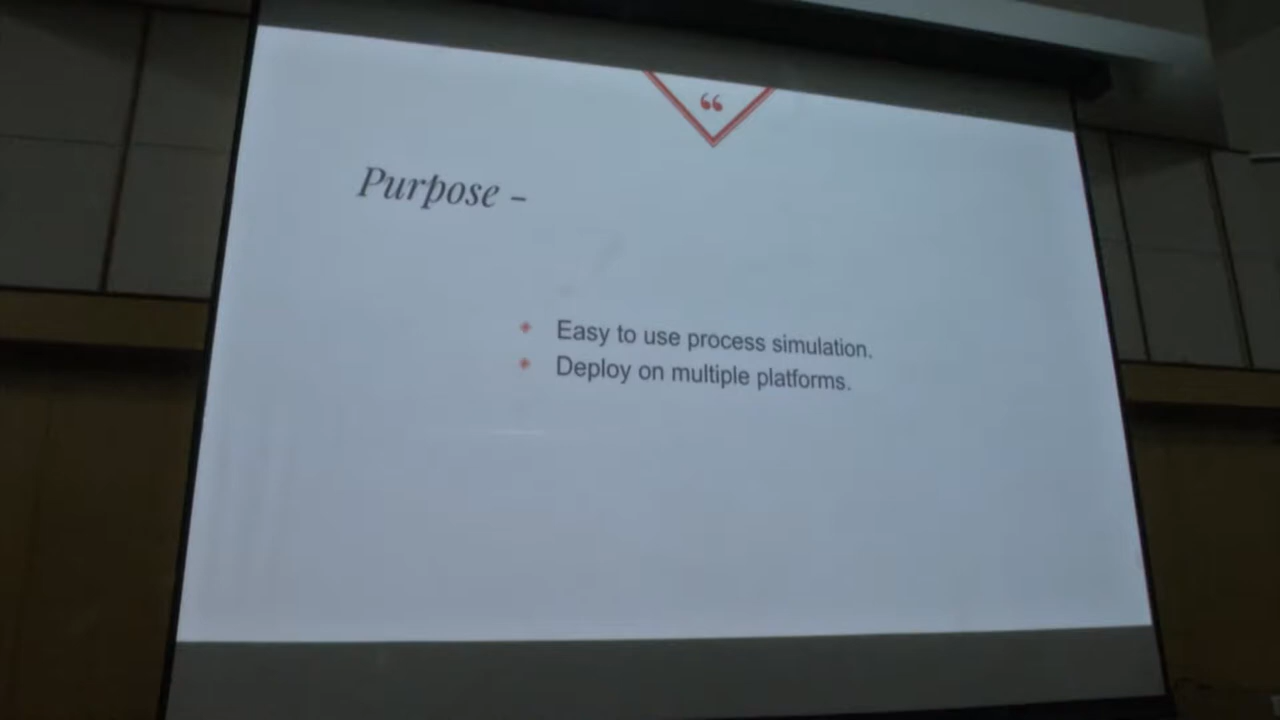 “
Purpose –
Easy to use process simulation.
Deploy on multiple platforms.